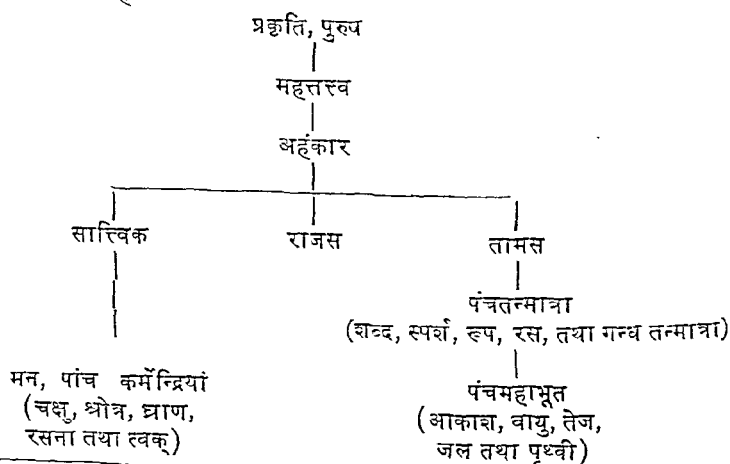 प्रकृति, पुरुष
महत्तत्त्व
अहंकार
सात्त्विक राजस तामस
पंचतन्मात्रा
(शब्द, स्पर्श, रूप, रस, तथा गन्ध तन्मात्रा)
मन, पांच कर्मेन्द्रियां
(चक्षु, श्रोत्र, घ्राण,
रसना तथा त्वक्)
पंचमहाभूत
(आकाश, वायु, तेज,
जल तथा पृथ्वी)